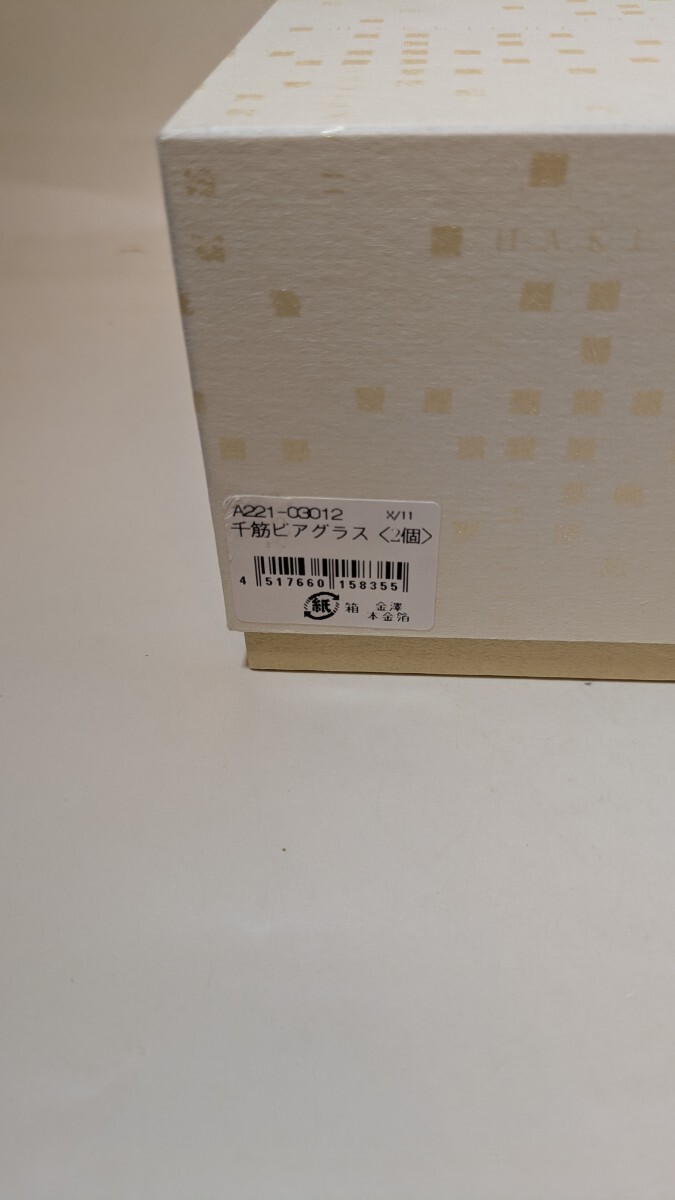 A221-03012 X/11
千筋ビアグラス〈2個〉
4 517660 158355
紙 箱 金澤
本金箔